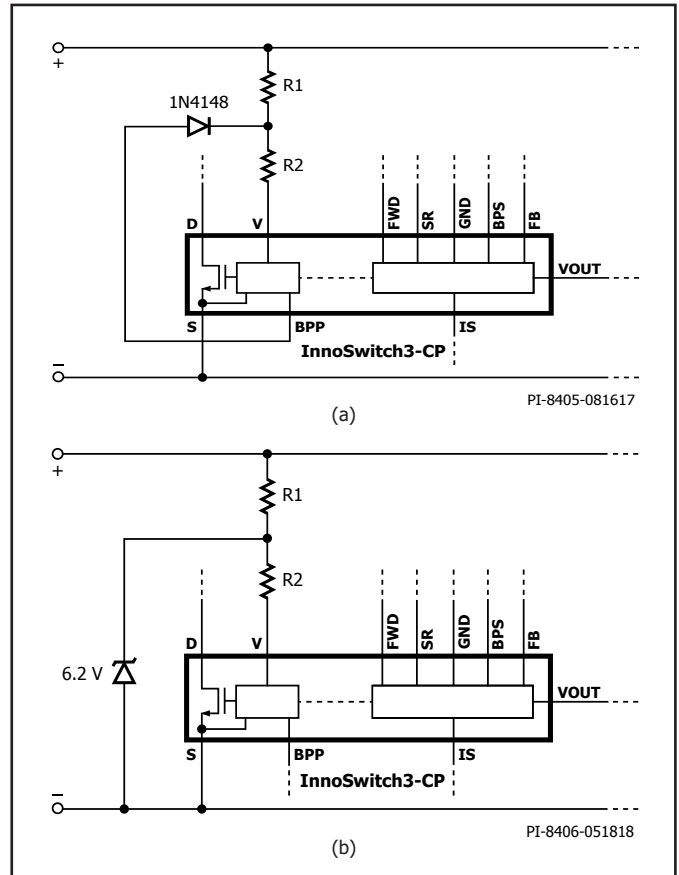 +
R1
1N4148
R2
D
V
FWD
SR
GND
BPS
FB
VOUT
S
BPP
IS
InnoSwitch3-CP
−
PI-8405-081617
(a)
+
R1
R2
D
V
FWD
SR
GND
BPS
FB
6.2 V
VOUT
S
BPP
IS
InnoSwitch3-CP
−
PI-8406-051818
(b)